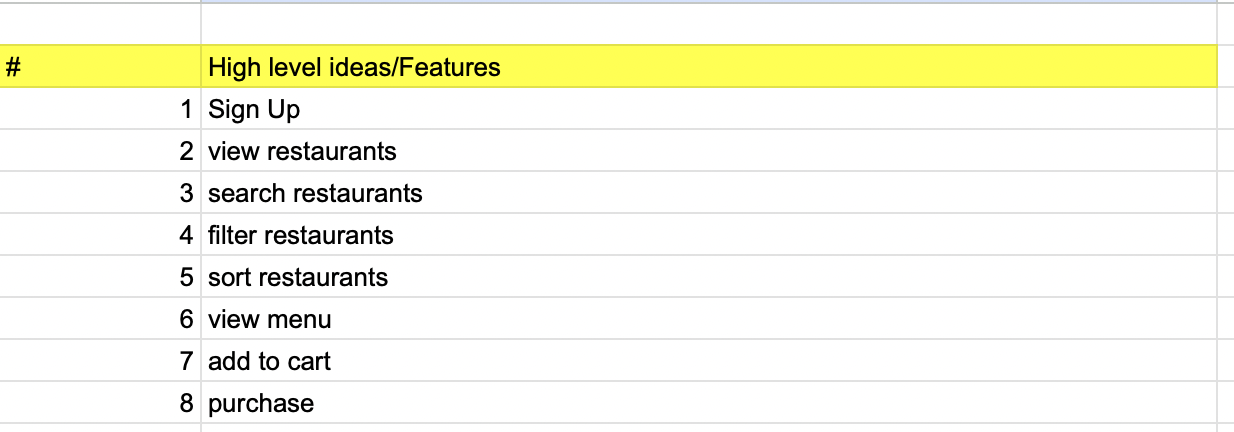 # High level ideas/Features
1 Sign Up
2 view restaurants
3 search restaurants
4 filter restaurants
5 sort restaurants
6 view menu
7 add to cart
8 purchase